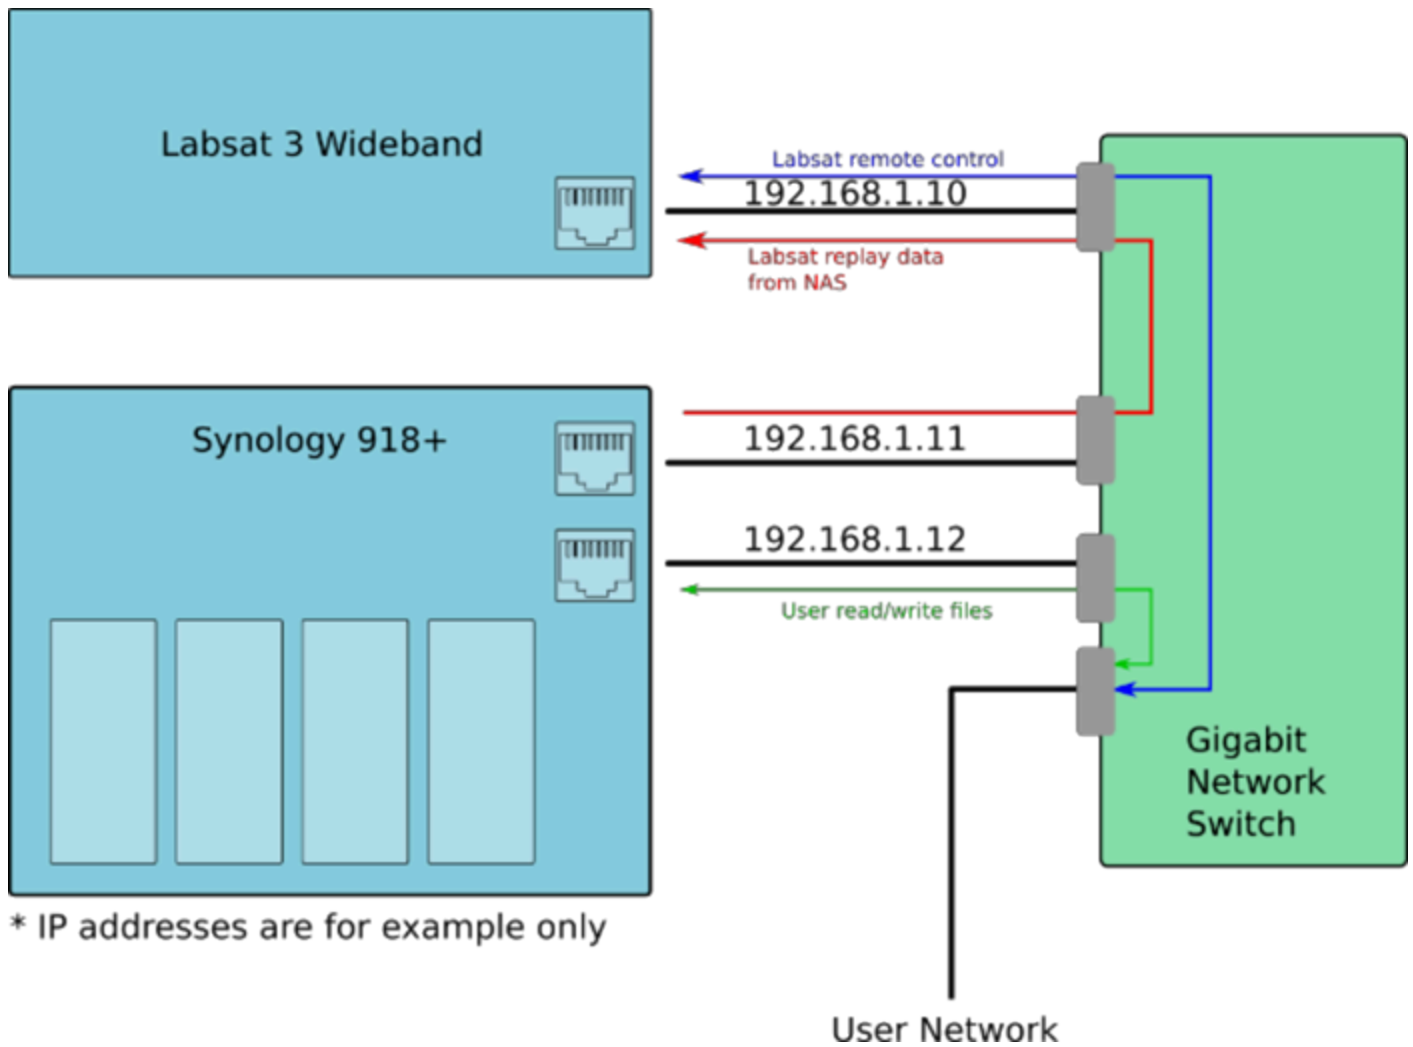 Labsat 3 Wideband
Labsat remote control
192.168.1.10
Labsat replay data
from NAS
Synology 918+
192.168.1.11
192.168.1.12
User read/write files
Gigabit
Network
Switch
* IP addresses are for example only
User Network